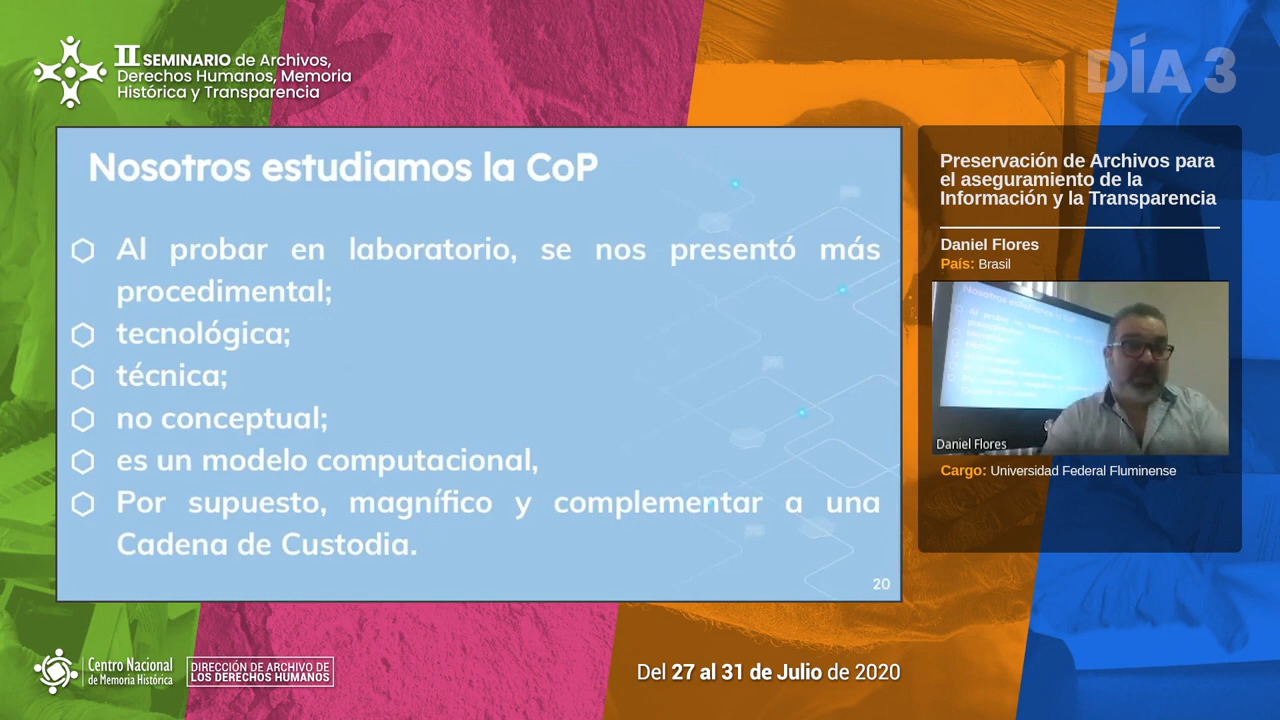 II SEMINARIO de Archivos,
Derechos Humanos, Memoria
Histórica y Transparencia
DÍA 3
Nosotros estudiamos la CoP
Al probar en laboratorio, se nos presentó más
procedimental;
tecnológica;
técnica;
no conceptual;
es un modelo computacional,
Por supuesto, magnífico y complementar a una
Cadena de Custodia.
20
Preservación de Archivos para
el aseguramiento de la
Información y la Transparencia
Daniel Flores
País: Brasil
Nosotros estudiamos la CoP
Daniel Flores
Cargo: Universidad Federal Fluminense
Centro Nacional
de Memoria Histórica
DIRECCIÓN DE ARCHIVO DE
LOS DERECHOS HUMANOS
Del 27 al 31 de Julio de 2020